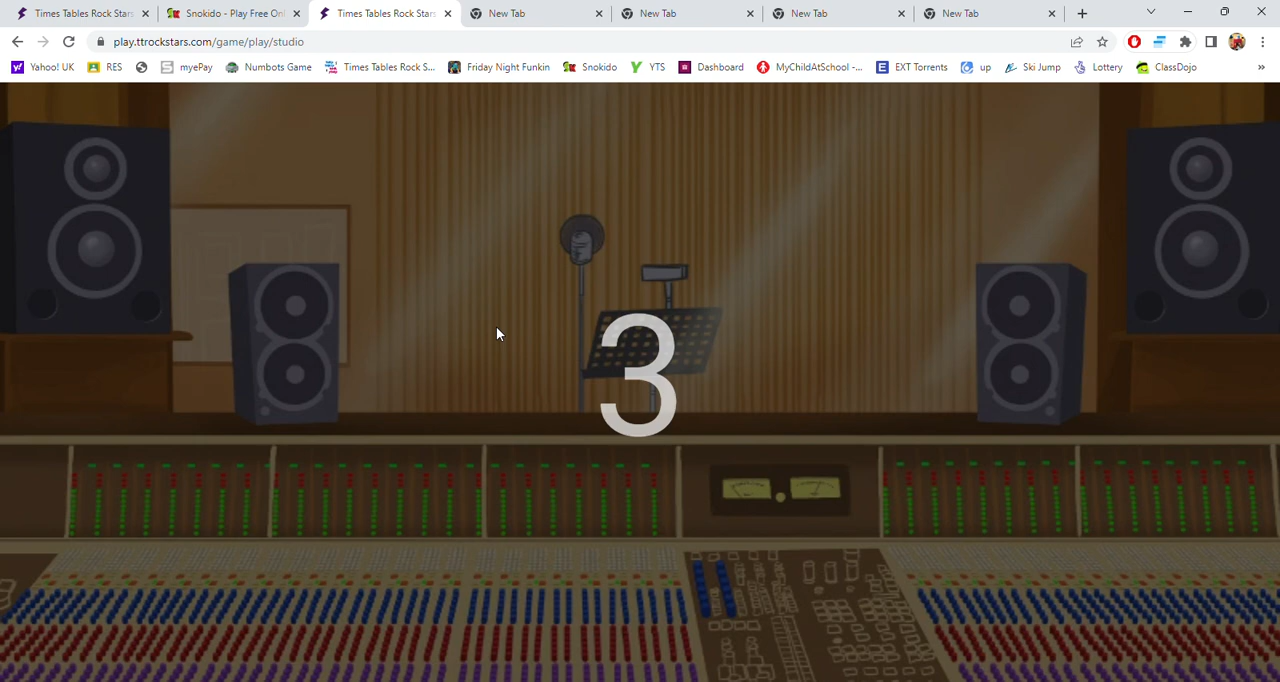 Times Tables Rock Stars
Snokido - Play Free Onl
Times Tables Rock Stars
New Tab
New Tab
New Tab
New Tab
play.ttrockstars.com/game/play/studio
Yahoo! UK
RES
myePay
Numbots Game
Times Tables Rock S...
Friday Night Funkin
Snokido
YTS
Dashboard
MyChildAtSchool -...
EXT Torrents
up
Ski Jump
Lottery
ClassDojo
»
3